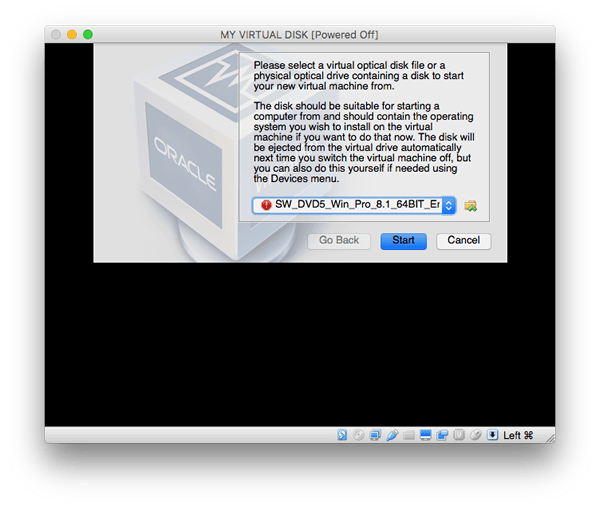 MY VIRTUAL DISK [Powered Off]
Please select a virtual optical disk file or a
physical optical drive containing a disk to start
your new virtual machine from.
The disk should be suitable for starting a
computer from and should contain the operating
system you wish to install on the virtual
machine if you want to do that now. The disk will
be ejected from the virtual drive automatically
next time you switch the virtual machine off, but
you can also do this yourself if needed using
the Devices menu.
ORACLE
SW_DVD5_Win_Pro_8.1_64BIT_Er
Go Back
Start
Cancel
Left ⌘